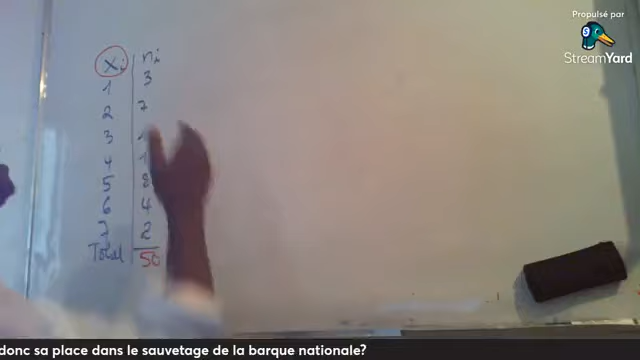 Propulsé par
StreamYard
xi ni
1 3
2 7
3
4
5 8
6 4
7 2
Total 50
donc sa place dans le sauvetage de la barque nationale?